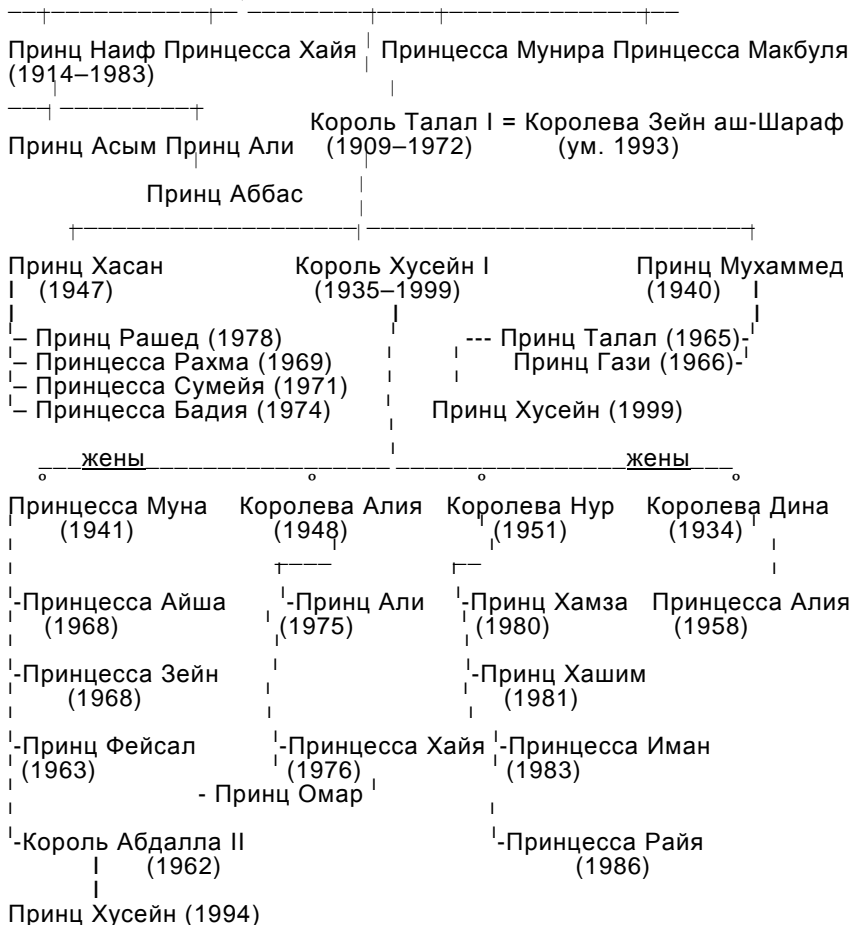 Принц Наиф Принцесса Хайя Принцесса Мунира Принцесса Макбуля
(1914–1983)
Король Талал I = Королева Зейн аш-Шараф
Принц Асым Принц Али (1909–1972) (ум. 1993)
Принц Аббас
Принц Хасан Король Хусейн I Принц Мухаммед
(1947) (1935–1999) (1940)
– Принц Рашед (1978) --- Принц Талал (1965)-
– Принцесса Рахма (1969) Принц Гази (1966)-
– Принцесса Сумейя (1971)
– Принцесса Бадия (1974) Принц Хусейн (1999)
жены жены
Принцесса Муна Королева Алия Королева Нур Королева Дина
(1941) (1948) (1951) (1934)
-Принцесса Айша -Принц Али -Принц Хамза Принцесса Алия
(1968) (1975) (1980) (1958)
-Принцесса Зейн -Принц Хашим
(1968) (1981)
-Принц Фейсал -Принцесса Хайя -Принцесса Иман
(1963) (1976) (1983)
- Принц Омар
-Король Абдалла II -Принцесса Райя
(1962) (1986)
Принц Хусейн (1994)